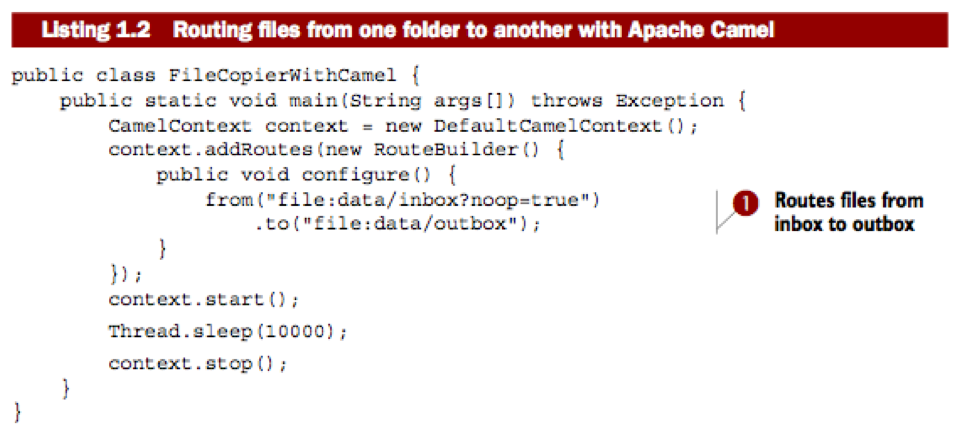 Listing 1.2 Routing files from one folder to another with Apache Camel
public class FileCopierWithCamel {
    public static void main(String args[]) throws Exception {
        CamelContext context = new DefaultCamelContext();
        context.addRoutes(new RouteBuilder() {
            public void configure() {
                from("file:data/inbox?noop=true")
                    .to("file:data/outbox");
            }
        });
        context.start();
        Thread.sleep(10000);
        context.stop();
    }
}
1 Routes files from
inbox to outbox